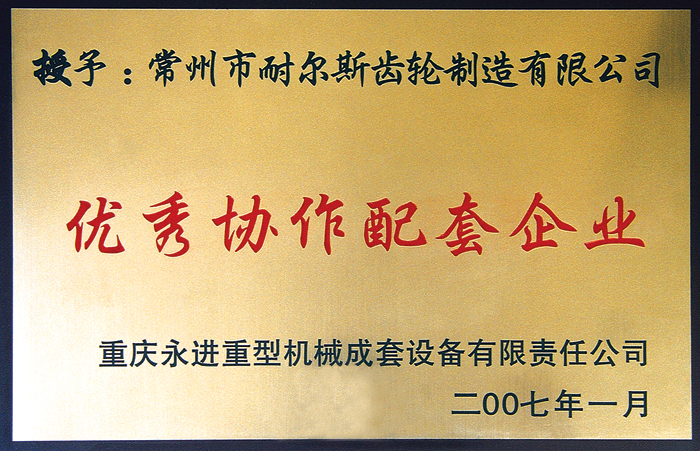 授予：常州市耐尔斯齿轮制造有限公司
优秀协作配套企业
重庆永进重型机械成套设备有限责任公司
二00七年一月